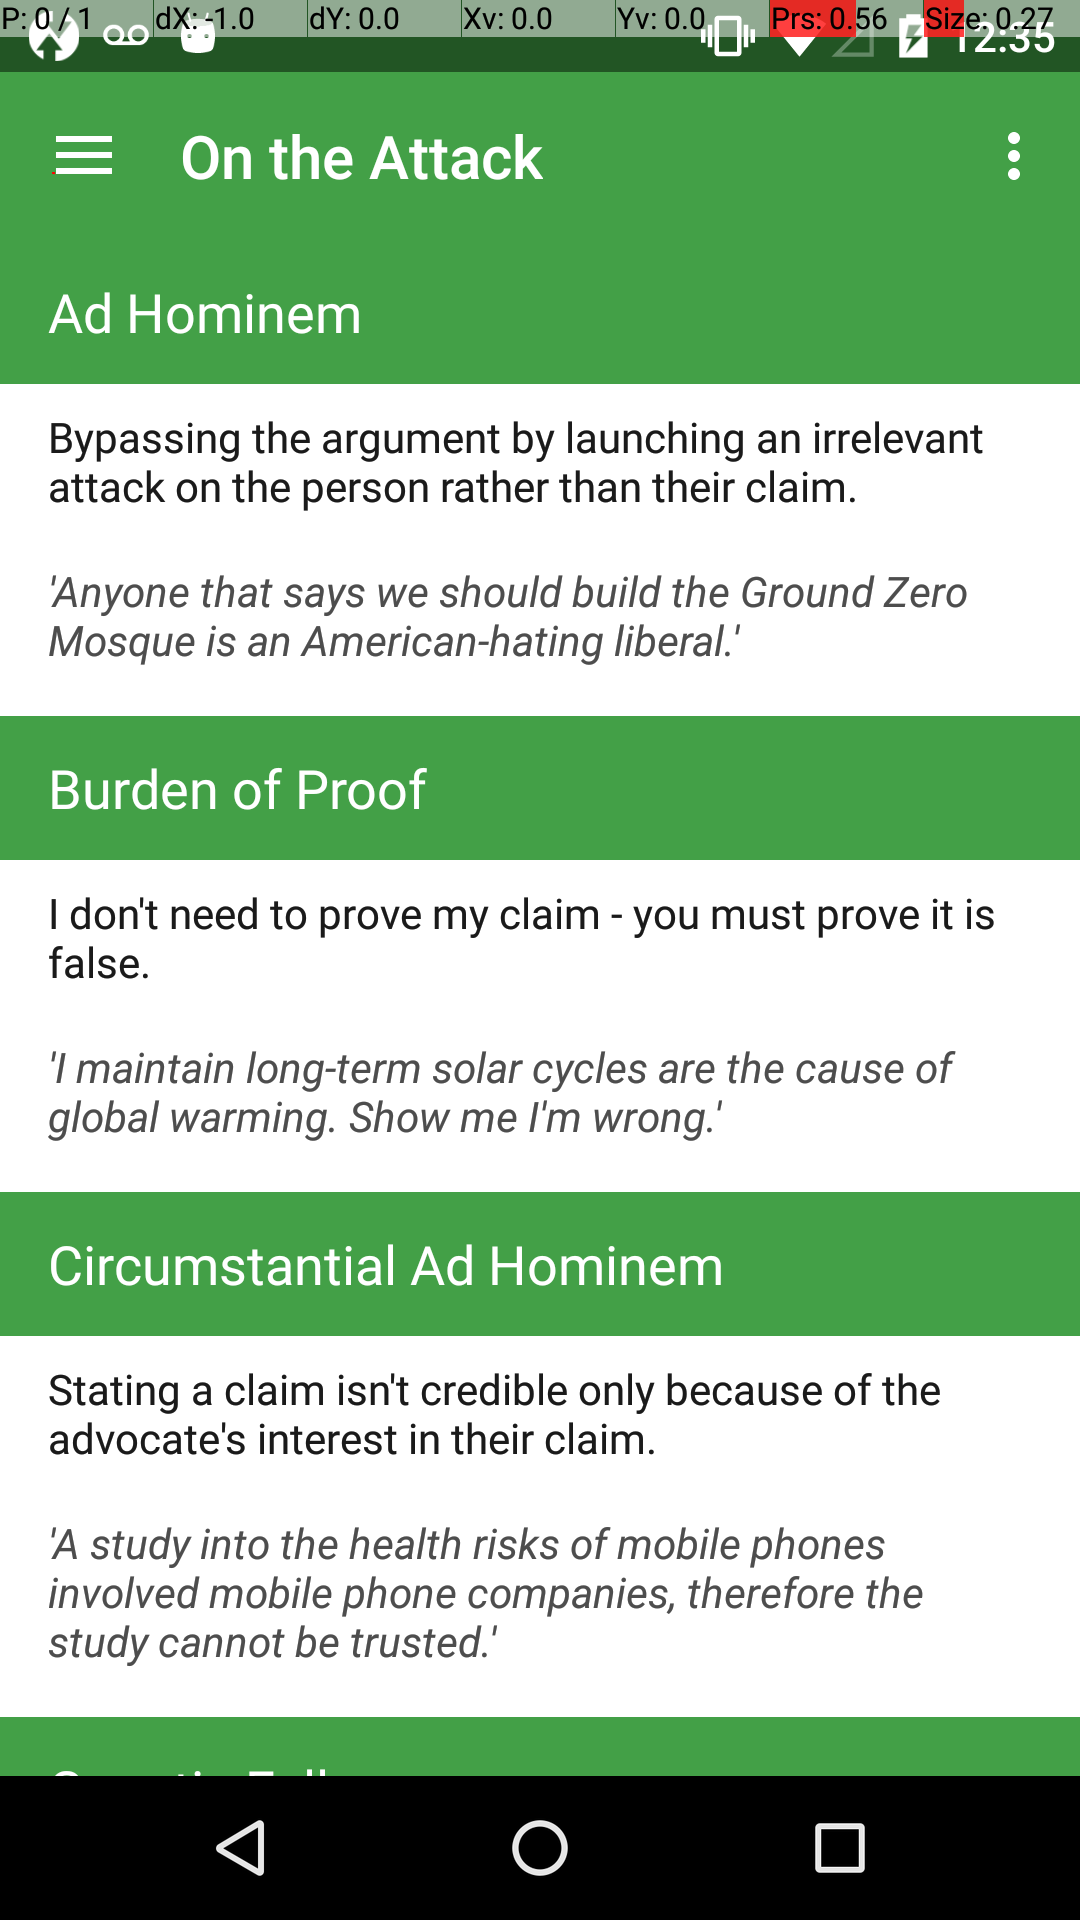 P: 0 / 1 dX: -1.0 dY: 0.0 Xv: 0.0 Yv: 0.0 Prs: 0.56 Size: 0.27
12:35
On the Attack
Ad Hominem
Bypassing the argument by launching an irrelevant
attack on the person rather than their claim.
'Anyone that says we should build the Ground Zero
Mosque is an American-hating liberal.'
Burden of Proof
I don't need to prove my claim - you must prove it is
false.
'I maintain long-term solar cycles are the cause of
global warming. Show me I'm wrong.'
Circumstantial Ad Hominem
Stating a claim isn't credible only because of the
advocate's interest in their claim.
'A study into the health risks of mobile phones
involved mobile phone companies, therefore the
study cannot be trusted.'